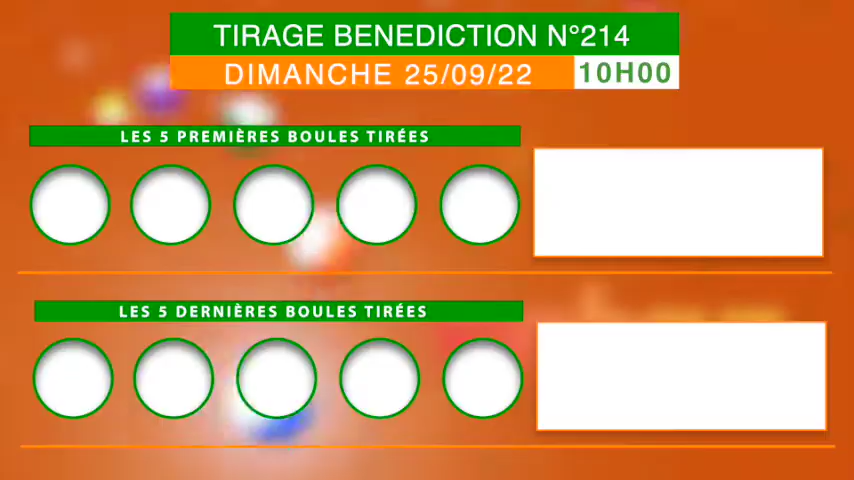 TIRAGE BENEDICTION N°214
DIMANCHE 25/09/22 10H00
LES 5 PREMIÈRES BOULES TIRÉES
LES 5 DERNIÈRES BOULES TIRÉES